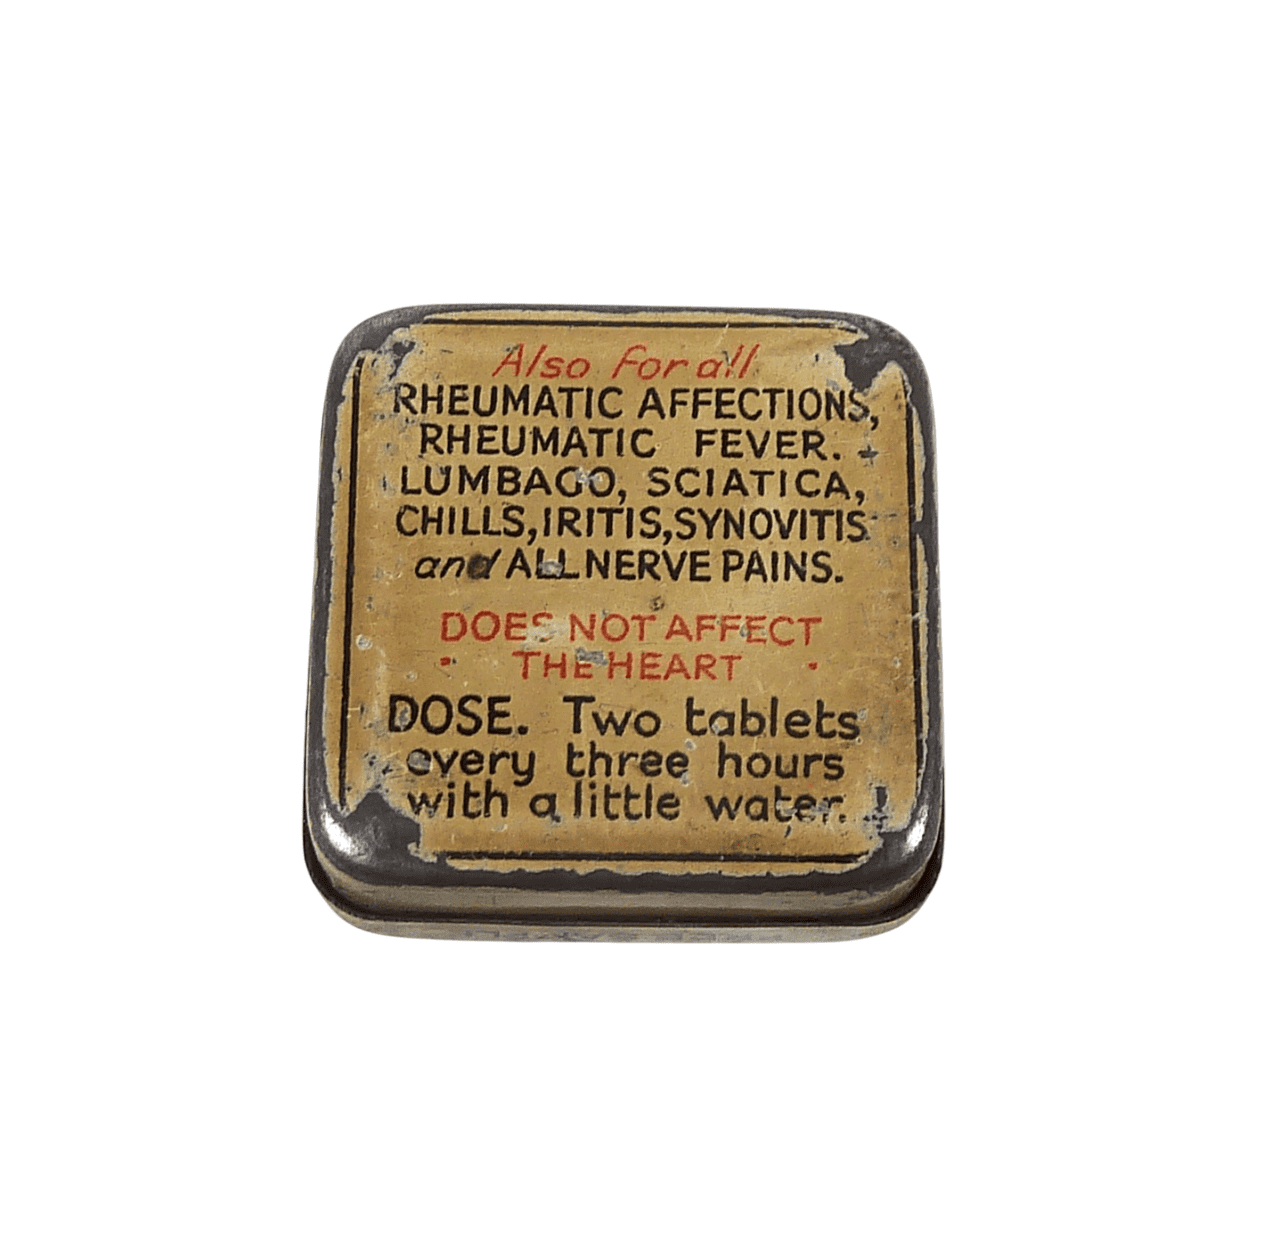 Also for all
RHEUMATIC AFFECTIONS,
RHEUMATIC FEVER.
LUMBAGO, SCIATICA,
CHILLS, IRITIS, SYNOVITIS
and ALL NERVE PAINS.
DOES NOT AFFECT
THE HEART
DOSE. Two tablets
every three hours
with a little water.